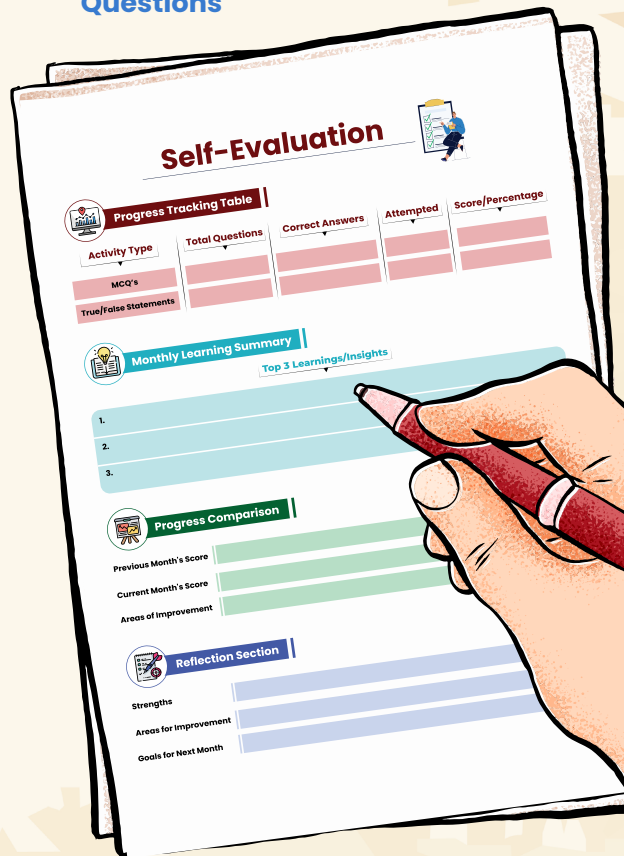 Questions
Self-Evaluation
Progress Tracking Table
Activity Type
Total Questions
Correct Answers
Attempted
Score/Percentage
MCQ's
True/False Statements
Monthly Learning Summary
Top 3 Learnings/Insights
1.
2.
3.
Progress Comparison
Previous Month's Score
Current Month's Score
Areas of Improvement
Reflection Section
Strengths
Areas for Improvement
Goals for Next Month